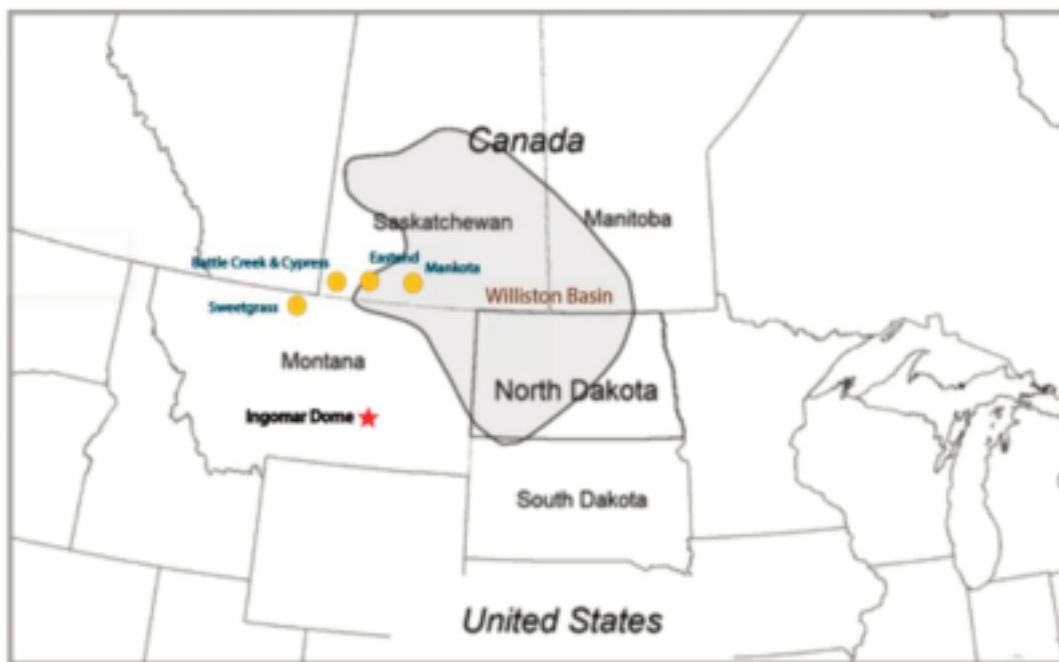 Canada
Saskatchewan
Manitoba
Eastend
Battle Creek & Cypress
Mankota
Williston Basin
Sweetgrass
Montana
North Dakota
Ingomar Dome
South Dakota
United States